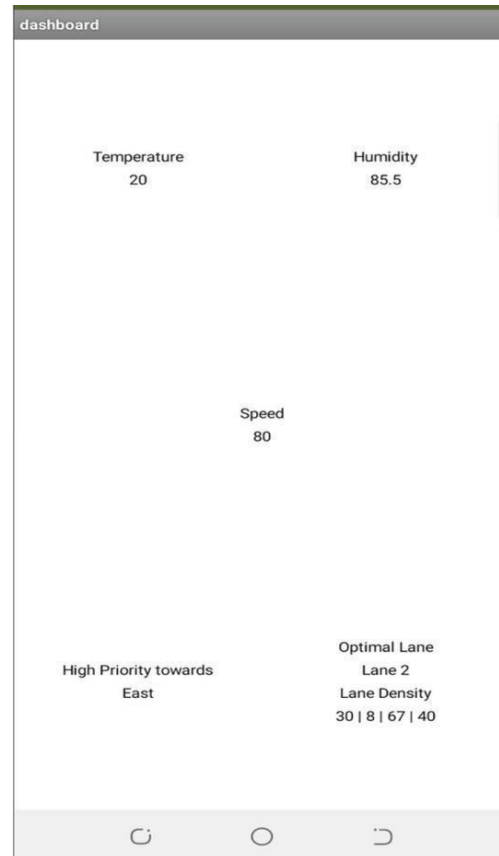 dashboard
Temperature
20
Humidity
85.5
Speed
80
High Priority towards
East
Optimal Lane
Lane 2
Lane Density
30 | 8 | 67 | 40